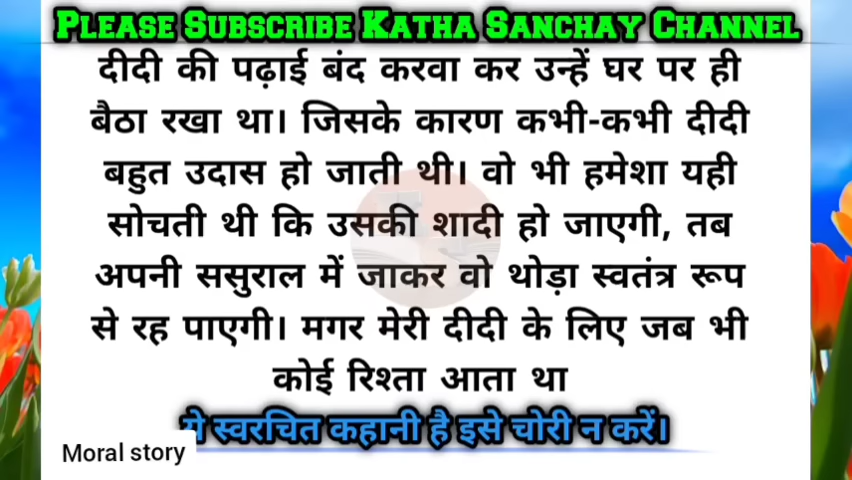 PLEASE SUBSCRIBE KATHA SANCHAY CHANNEL
दीदी की पढ़ाई बंद करवा कर उन्हें घर पर ही
बैठा रखा था। जिसके कारण कभी-कभी दीदी
बहुत उदास हो जाती थी। वो भी हमेशा यही
सोचती थी कि उसकी शादी हो जाएगी, तब
अपनी ससुराल में जाकर वो थोड़ा स्वतंत्र रूप
से रह पाएगी। मगर मेरी दीदी के लिए जब भी
कोई रिश्ता आता था
ये स्वरचित कहानी है इसे चोरी न करें।
Moral story